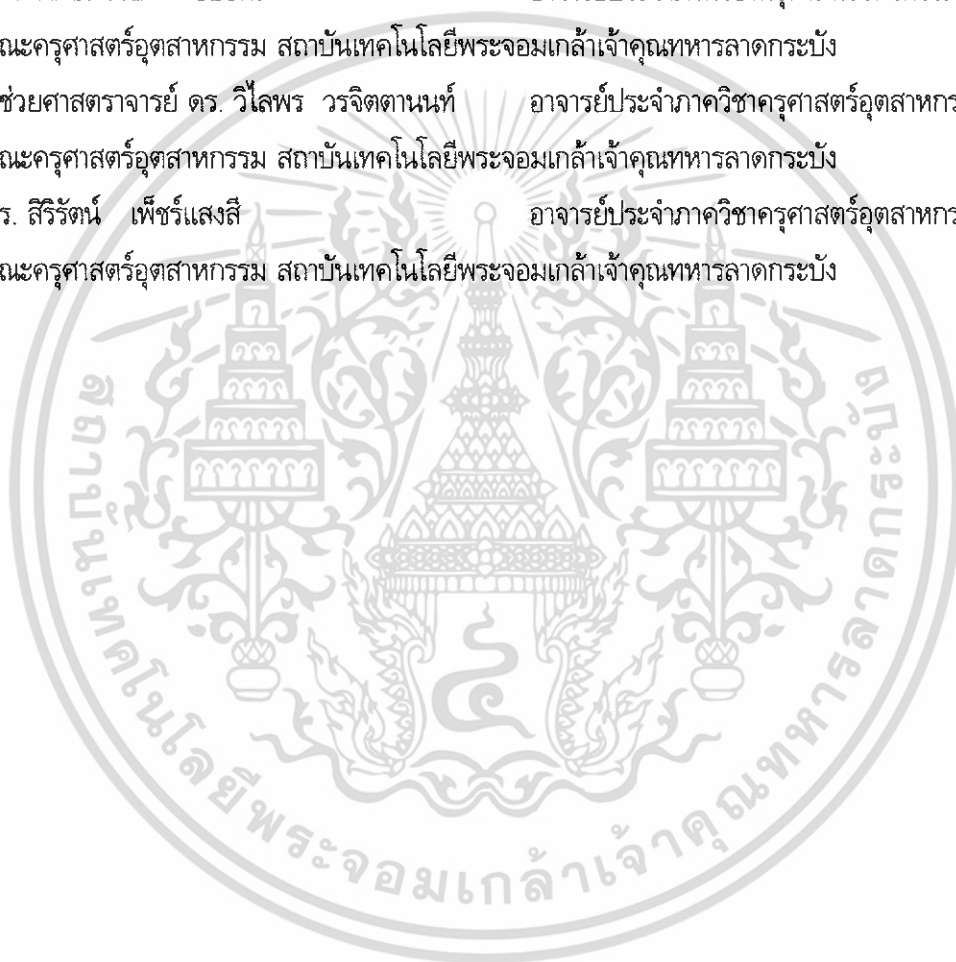 ณะครุศาสตร์อุตสาหกรรม สถาบันเทคโนโลยีพระจอมเกล้าเจ้าคุณทหารลาดกระบัง
ช่วยศาสตราจารย์ ดร. วิไลพร วรจิตตานนท์ อาจารย์ประจำภาควิชาครุศาสตร์อุตสาหกร
ณะครุศาสตร์อุตสาหกรรม สถาบันเทคโนโลยีพระจอมเกล้าเจ้าคุณทหารลาดกระบัง
ร. สิริรัตน์ เพ็ชร์แสงสี อาจารย์ประจำภาควิชาครุศาสตร์อุตสาหกร
ณะครุศาสตร์อุตสาหกรรม สถาบันเทคโนโลยีพระจอมเกล้าเจ้าคุณทหารลาดกระบัง
สถาบันเทคโนโลยีพระจอมเกล้าเจ้าคุณทหารลาดกระบัง
๔